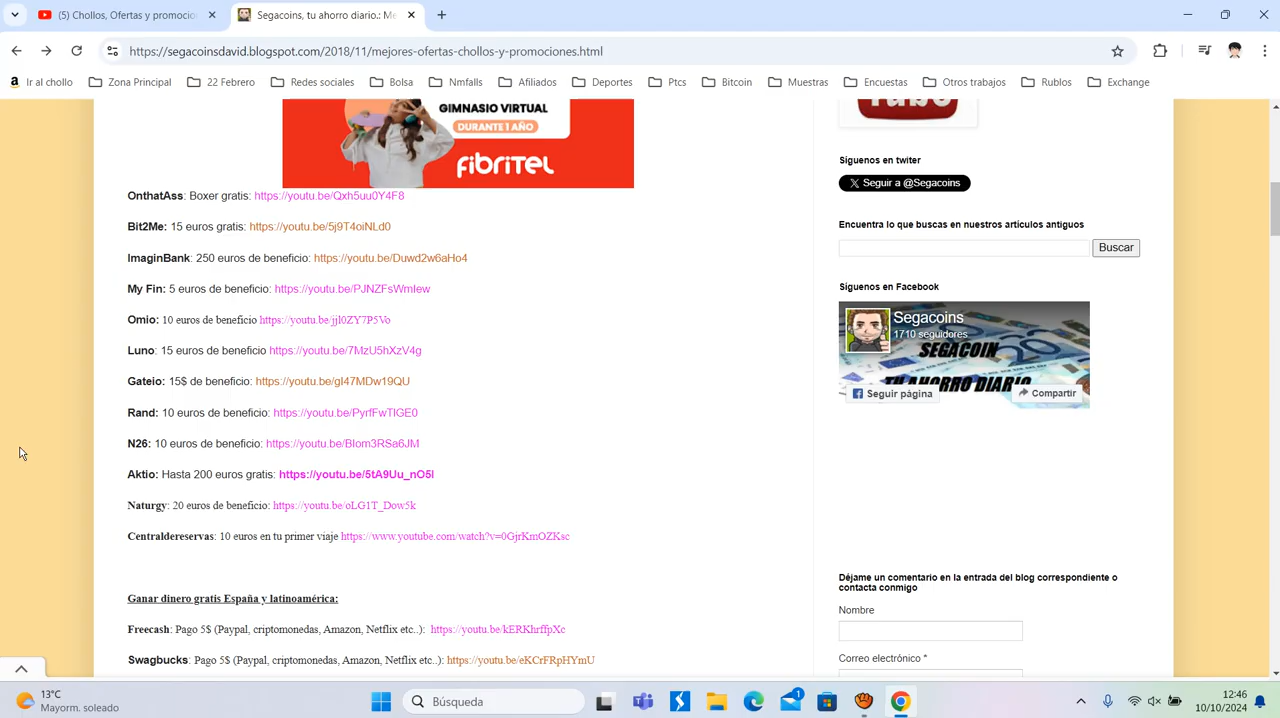 (5) Chollos, Ofertas y promocione
Segacoins, tu ahorro diario.: Me
https://segacoinsdavid.blogspot.com/2018/11/mejores-ofertas-chollos-y-promociones.html
Ir al chollo
Zona Principal
22 Febrero
Redes sociales
Bolsa
Nmfalls
Afiliados
Deportes
Ptcs
Bitcoin
Muestras
Encuestas
Otros trabajos
Rublos
Exchange
GIMNASIO VIRTUAL
DURANTE 1 AÑO
fibritel
OnthatAss: Boxer gratis: https://youtu.be/Qxh5uu0Y4F8
Bit2Me: 15 euros gratis: https://youtu.be/5j9T4oiNLd0
ImaginBank: 250 euros de beneficio: https://youtu.be/Duwd2w6aHo4
My Fin: 5 euros de beneficio: https://youtu.be/PJNZFsWmIew
Omio: 10 euros de beneficio https://youtu.be/jjI0ZY7P5Vo
Luno: 15 euros de beneficio https://youtu.be/7MzU5hXzV4g
Gateio: 15$ de beneficio: https://youtu.be/gI47MDw19QU
Rand: 10 euros de beneficio: https://youtu.be/PyrfFwTIGE0
N26: 10 euros de beneficio: https://youtu.be/BIom3RSa6JM
Aktio: Hasta 200 euros gratis: https://youtu.be/5tA9Uu_nO5I
Naturgy: 20 euros de beneficio: https://youtu.be/oLG1T_Dow5k
Centraldereservas: 10 euros en tu primer viaje https://www.youtube.com/watch?v=0GjrKmOZKsc
Ganar dinero gratis España y latinoamérica:
Freecash: Pago 5$ (Paypal, criptomonedas, Amazon, Netflix etc..): https://youtu.be/kERKhrffpXc
Swagbucks: Pago 5$ (Paypal, criptomonedas, Amazon, Netflix etc..): https://youtu.be/eKCrFRpHYmU
Tube
Síguenos en twiter
Seguir a @Segacoins
Encuentra lo que buscas en nuestros artículos antiguos
Buscar
Síguenos en Facebook
Segacoins
1710 seguidores
SEGACOIN
TU AHORRO DIARIO
Seguir página
Compartir
Déjame un comentario en la entrada del blog correspondiente o
contacta conmigo
Nombre
Correo electrónico *
13°C
Mayorm. soleado
Búsqueda
1
12:46
10/10/2024